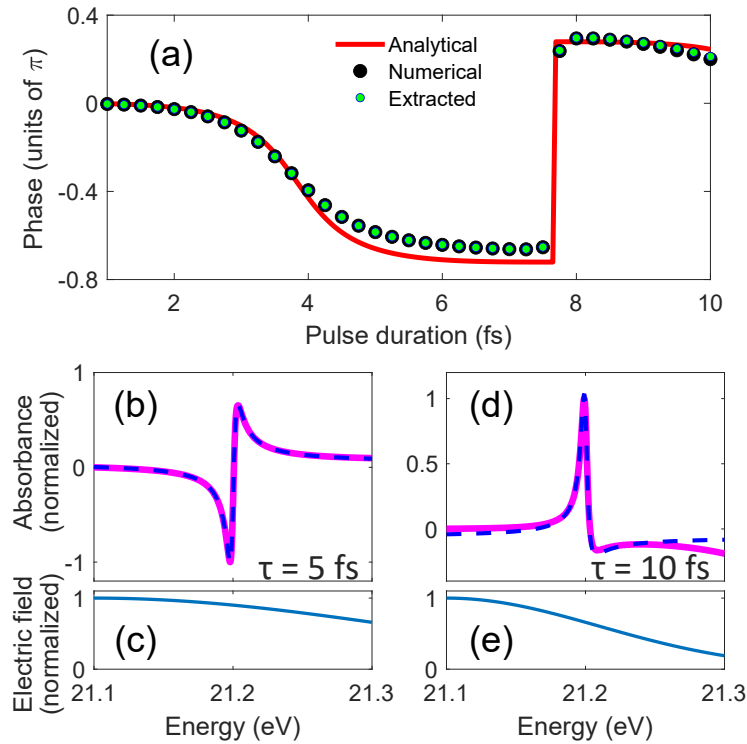 (a)
Analytical
Numerical
Extracted
Phase (units of π)
0.4
0
-0.4
-0.8
2 4 6 8 10
Pulse duration (fs)
(b)
Absorbance
(normalized)
1
0
-1
τ = 5 fs
(d)
1
0.5
0
τ = 10 fs
(c)
Electric field
(normalized)
1
0
21.1 21.2 21.3
Energy (eV)
(e)
1
0
21.1 21.2 21.3
Energy (eV)